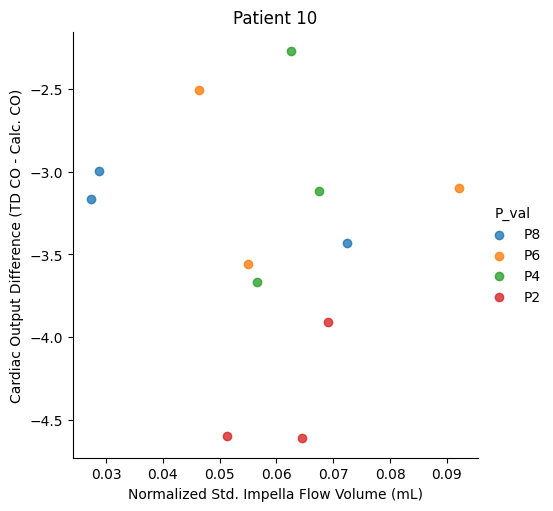 Patient 10
Cardiac Output Difference (TD CO - Calc. CO)
−2.5
−3.0
−3.5
−4.0
−4.5
0.03 0.04 0.05 0.06 0.07 0.08 0.09
Normalized Std. Impella Flow Volume (mL)
P_val
P8
P6
P4
P2